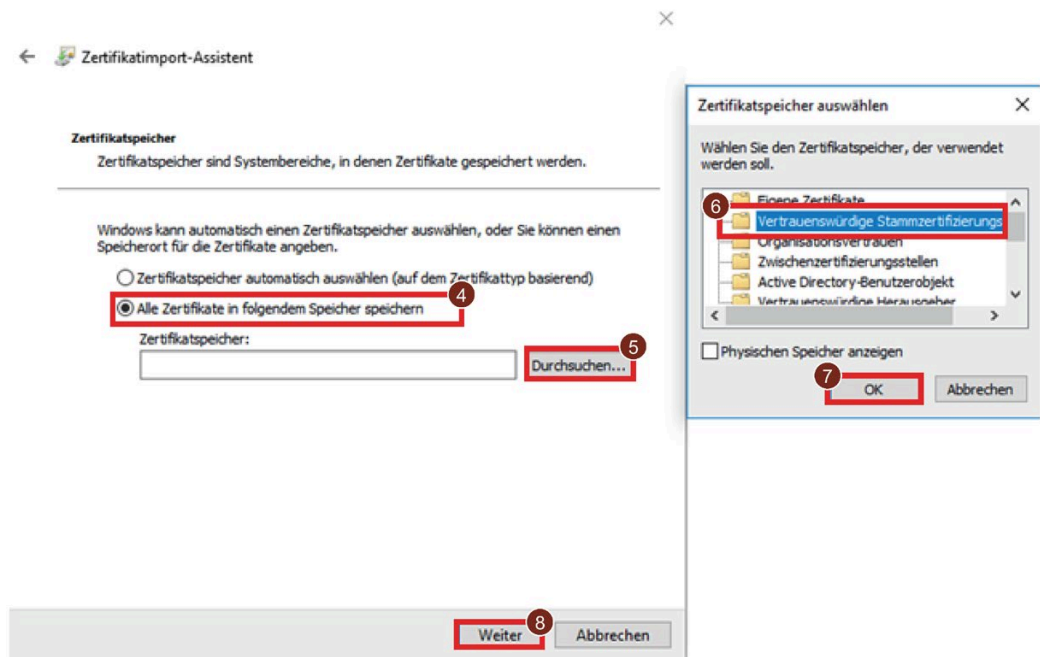 Zertifikatimport-Assistent
Zertifikatspeicher
Zertifikatspeicher sind Systembereiche, in denen Zertifikate gespeichert werden.
Windows kann automatisch einen Zertifikatspeicher auswählen, oder Sie können einen
Speicherort für die Zertifikate angeben.
Zertifikatspeicher automatisch auswählen (auf dem Zertifikattyp basierend)
4
Alle Zertifikate in folgendem Speicher speichern
Zertifikatspeicher:
5
Durchsuchen...
8
Weiter
Abbrechen
Zertifikatspeicher auswählen
Wählen Sie den Zertifikatspeicher, der verwendet
werden soll.
Eigene Zertifikate
6
Vertrauenswürdige Stammzertifizierungs
Organisationsvertrauen
Zwischenzertifizierungsstellen
Active Directory-Benutzerobjekt
Vertrauenswürdige Herausgeber
Physischen Speicher anzeigen
7
OK
Abbrechen